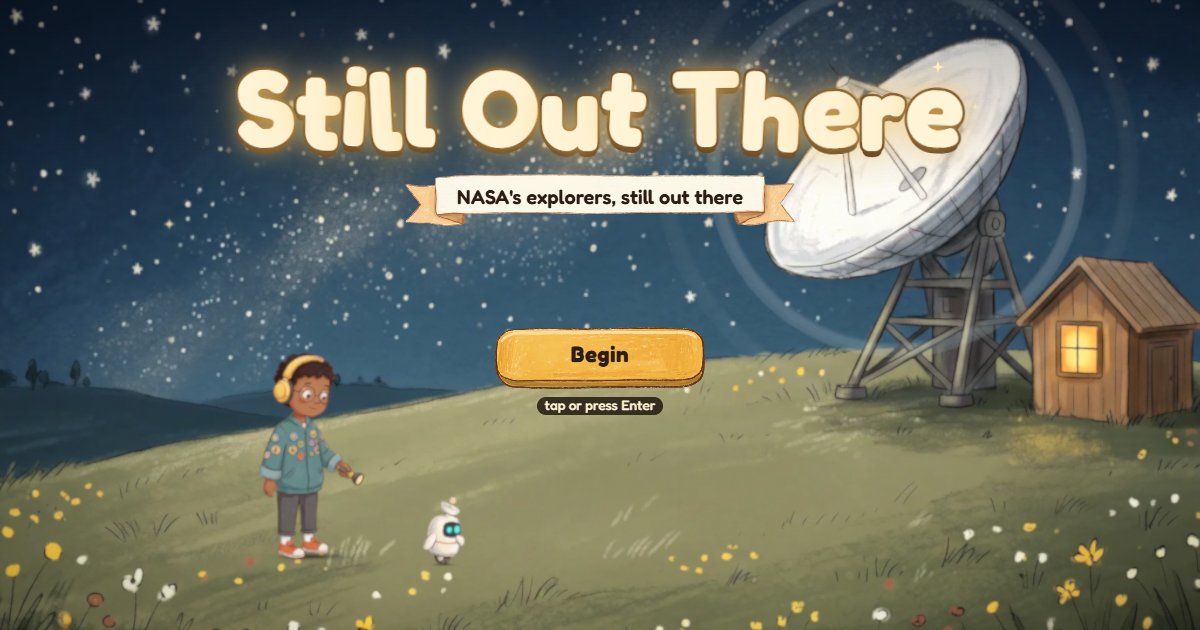 Still Out There
NASA's explorers, still out there
Begin
tap or press Enter